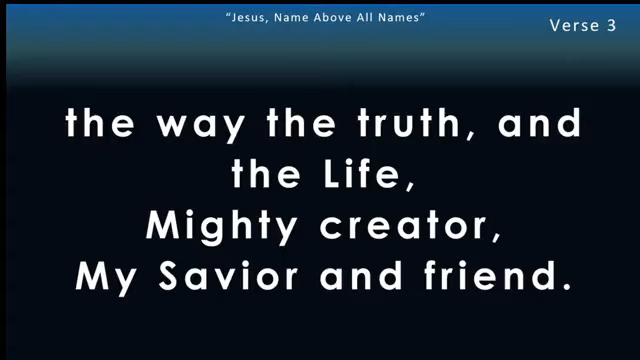 “Jesus, Name Above All Names”
Verse 3
the way the truth, and
the Life,
Mighty creator,
My Savior and friend.